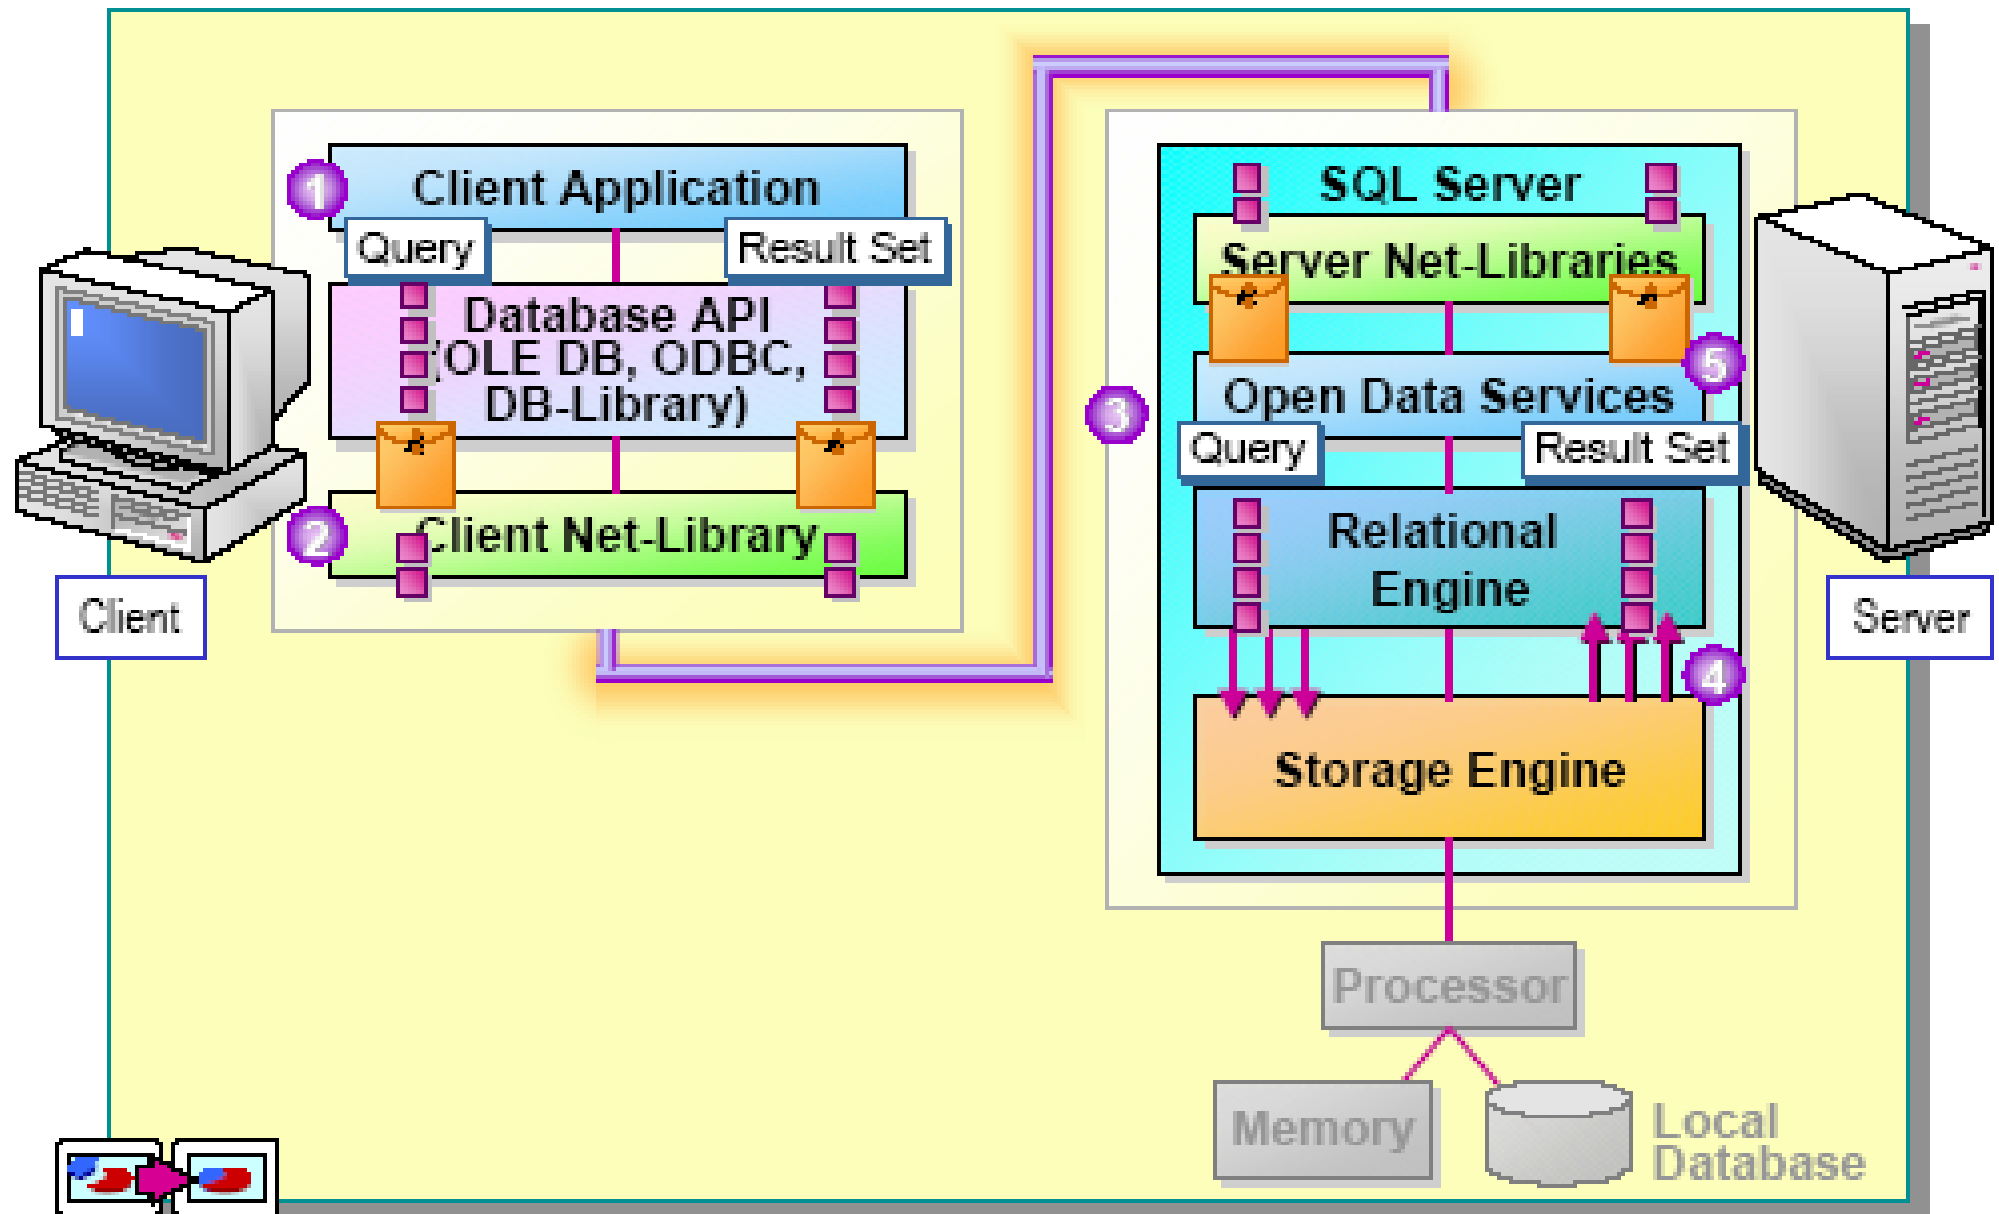 1
Client Application
Query
Result Set
Database API
(OLE DB, ODBC,
DB-Library)
2
Client Net-Library
Client
SQL Server
Server Net-Libraries
5
3
Open Data Services
Query
Result Set
Relational
Engine
4
Storage Engine
Server
Processor
Memory
Local
Database